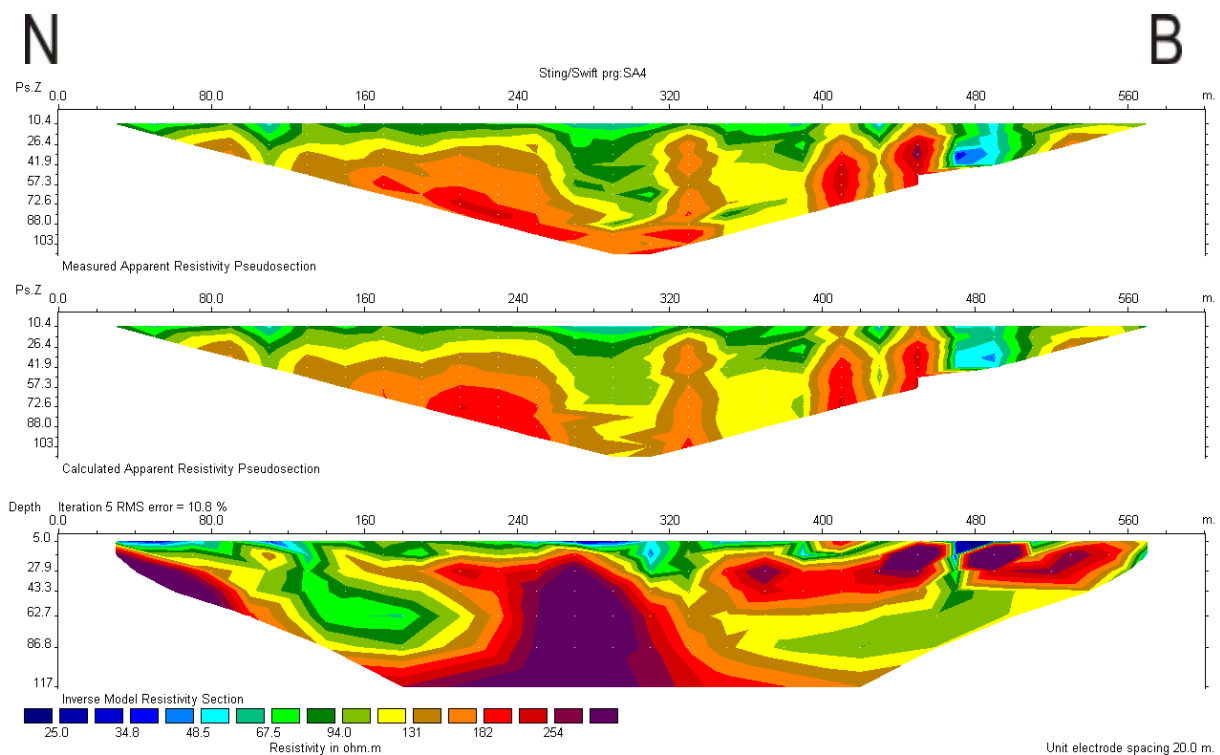 N B
Sting/Swift prg:SA4
Ps.Z 0.0 80.0 160 240 320 400 480 560 m.
10.4
26.4
41.9
57.3
72.6
88.0
103.
Measured Apparent Resistivity Pseudosection
Ps.Z 0.0 80.0 160 240 320 400 480 560 m.
10.4
26.4
41.9
57.3
72.6
88.0
103.
Calculated Apparent Resistivity Pseudosection
Depth Iteration 5 RMS error = 10.8 %
0.0 80.0 160 240 320 400 480 560 m.
5.0
27.9
43.3
62.7
86.8
117.
Inverse Model Resistivity Section
25.0 34.8 48.5 67.5 94.0 131 182 254
Resistivity in ohm.m Unit electrode spacing 20.0 m.